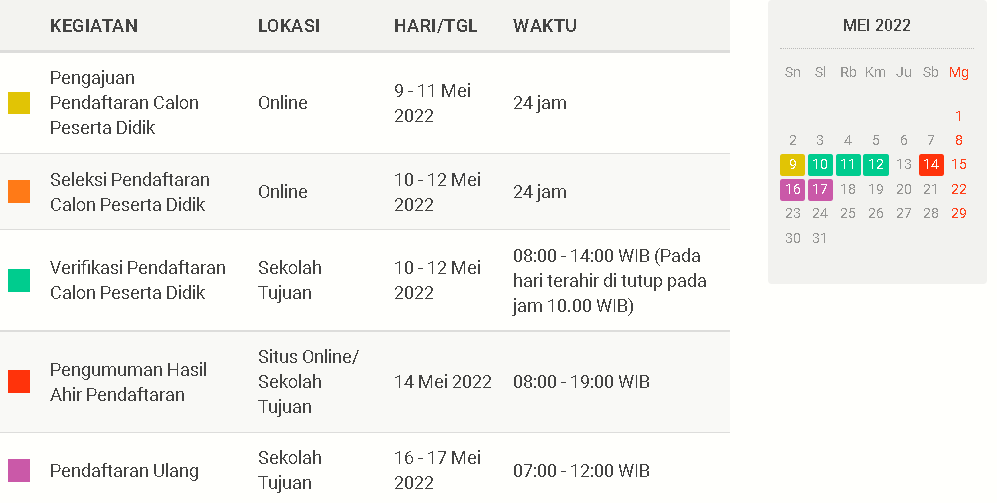 KEGIATAN LOKASI HARI/TGL WAKTU
Pengajuan
Pendaftaran Calon
Peserta Didik
Online
9 - 11 Mei
2022
24 jam
Seleksi Pendaftaran
Calon Peserta Didik
Online
10 - 12 Mei
2022
24 jam
Verifikasi Pendaftaran
Calon Peserta Didik
Sekolah
Tujuan
10 - 12 Mei
2022
08:00 - 14:00 WIB (Pada
hari terahir di tutup pada
jam 10.00 WIB)
Pengumuman Hasil
Ahir Pendaftaran
Situs Online/
Sekolah
Tujuan
14 Mei 2022
08:00 - 19:00 WIB
Pendaftaran Ulang
Sekolah
Tujuan
16 - 17 Mei
2022
07:00 - 12:00 WIB
MEI 2022
Sn Sl Rb Km Ju Sb Mg
1
2 3 4 5 6 7 8
9 10 11 12 13 14 15
16 17 18 19 20 21 22
23 24 25 26 27 28 29
30 31